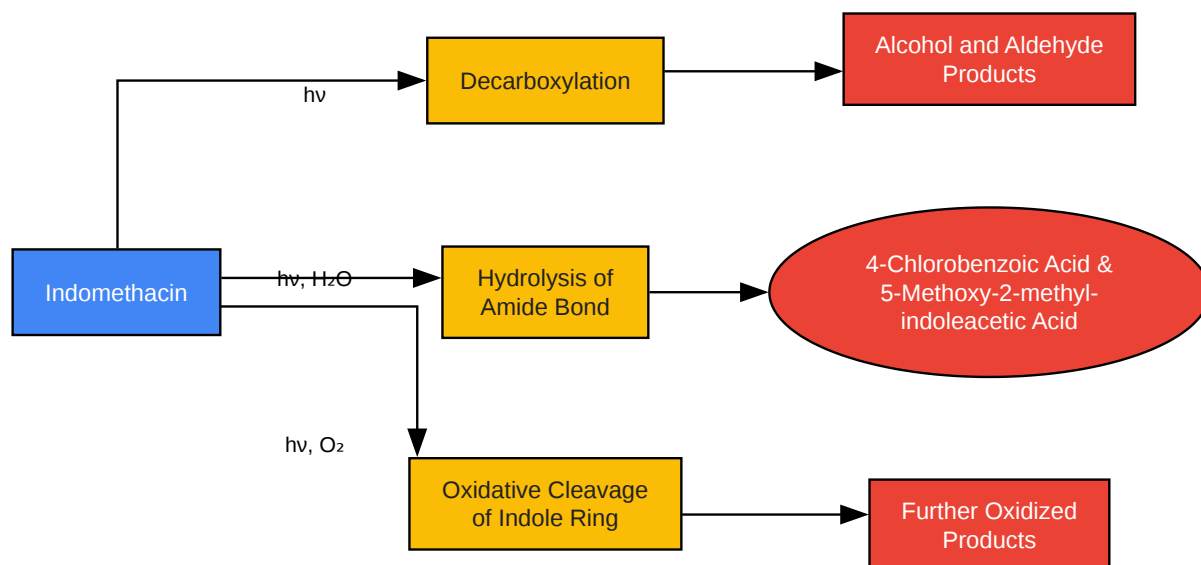 Alcohol and Aldehyde
Products
Decarboxylation
hν
4-Chlorobenzoic Acid &
5-Methoxy-2-methyl-
indoleacetic Acid
Hydrolysis of
Amide Bond
hν, H₂O
Indomethacin
hν, O₂
Oxidative Cleavage
of Indole Ring
Further Oxidized
Products